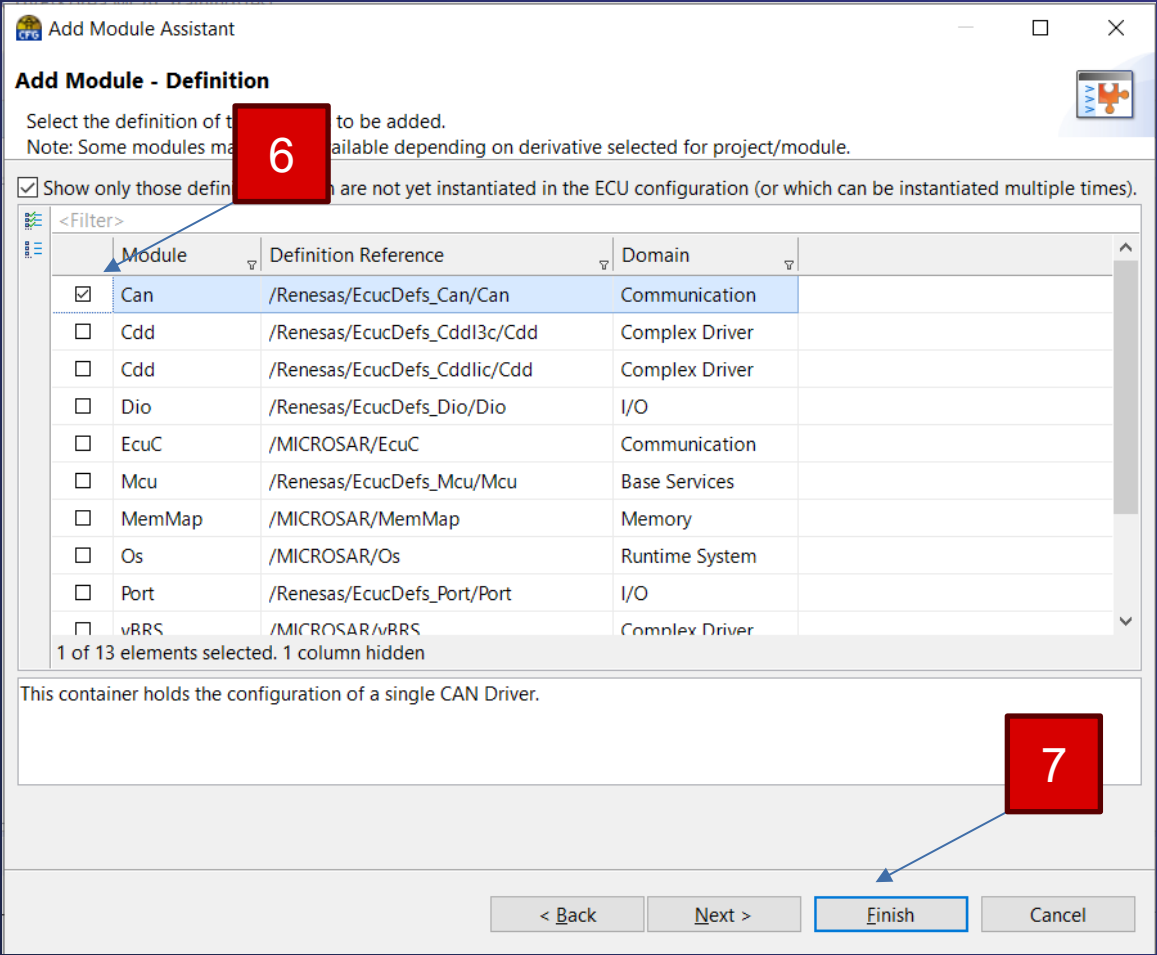 CFG Add Module Assistant
Add Module - Definition
Select the definition of t to be added.
Note: Some modules ma ailable depending on derivative selected for project/module.
6
Show only those defin are not yet instantiated in the ECU configuration (or which can be instantiated multiple times).
<Filter>
Module Definition Reference Domain
Can /Renesas/EcucDefs_Can/Can Communication
Cdd /Renesas/EcucDefs_CddI3c/Cdd Complex Driver
Cdd /Renesas/EcucDefs_CddIic/Cdd Complex Driver
Dio /Renesas/EcucDefs_Dio/Dio I/O
EcuC /MICROSAR/EcuC Communication
Mcu /Renesas/EcucDefs_Mcu/Mcu Base Services
MemMap /MICROSAR/MemMap Memory
Os /MICROSAR/Os Runtime System
Port /Renesas/EcucDefs_Port/Port I/O
vBRS /MICROSAR/vBRS Complex Driver
1 of 13 elements selected. 1 column hidden
This container holds the configuration of a single CAN Driver.
7
< Back Next > Finish Cancel